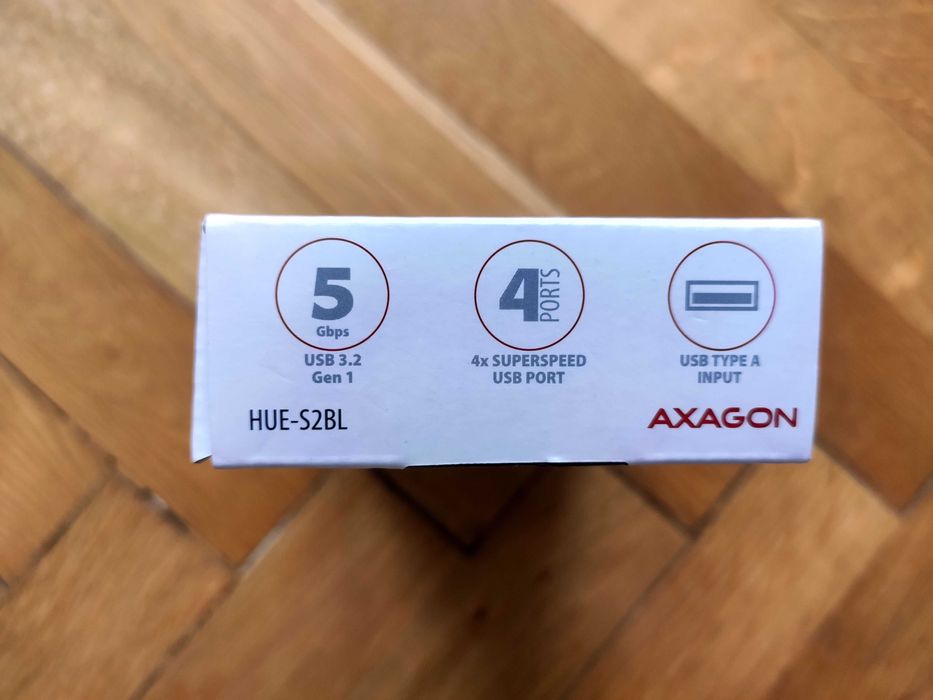 5
Gbps
USB 3.2
Gen 1
4 PORTS
4x SUPERSPEED
USB PORT
USB TYPE A
INPUT
HUE-S2BL
AXAGON